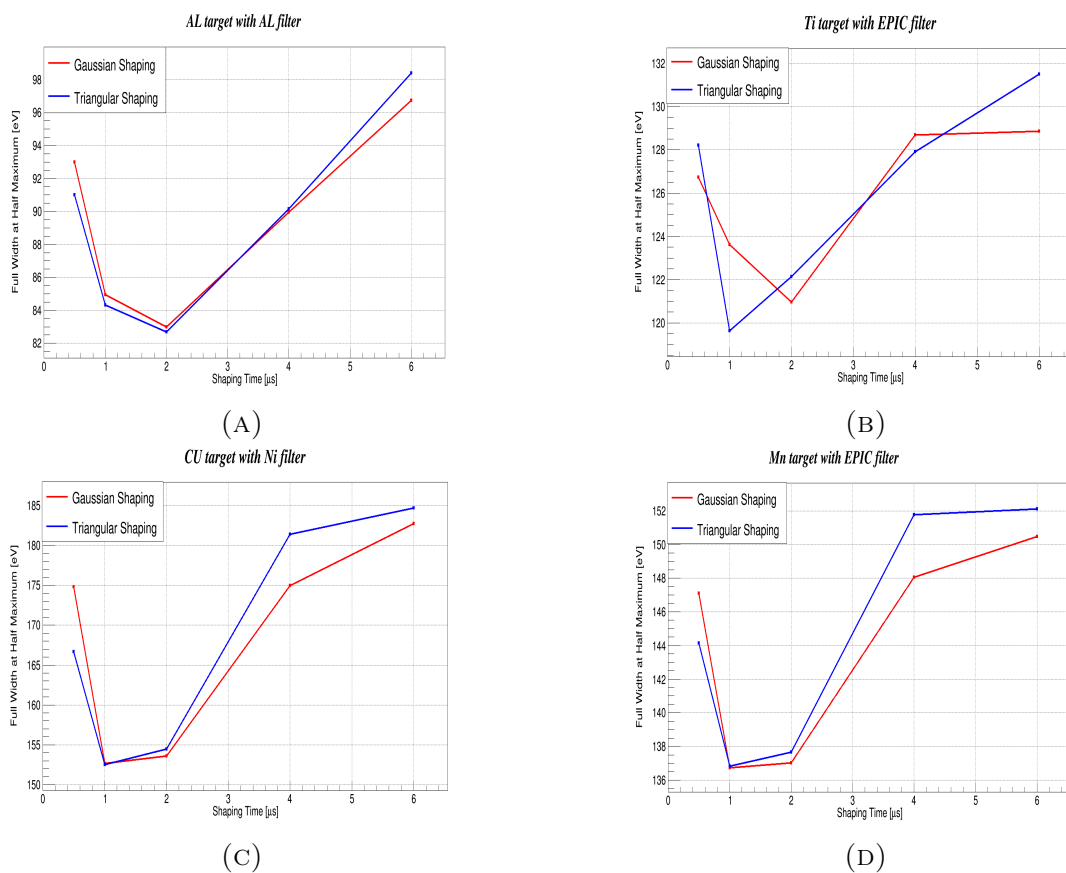 AL target with AL filter
Gaussian Shaping
Triangular Shaping
Full Width at Half Maximum [eV]
98
96
94
92
90
88
86
84
82
0 1 2 3 4 5 6
Shaping Time [µs]
(A)
Ti target with EPIC filter
Gaussian Shaping
Triangular Shaping
Full Width at Half Maximum [eV]
132
130
128
126
124
122
120
0 1 2 3 4 5 6
Shaping Time [µs]
(B)
CU target with Ni filter
Gaussian Shaping
Triangular Shaping
Full Width at Half Maximum [eV]
185
180
175
170
165
160
155
150
0 1 2 3 4 5 6
Shaping Time [µs]
(C)
Mn target with EPIC filter
Gaussian Shaping
Triangular Shaping
Full Width at Half Maximum [eV]
152
150
148
146
144
142
140
138
136
0 1 2 3 4 5 6
Shaping Time [µs]
(D)